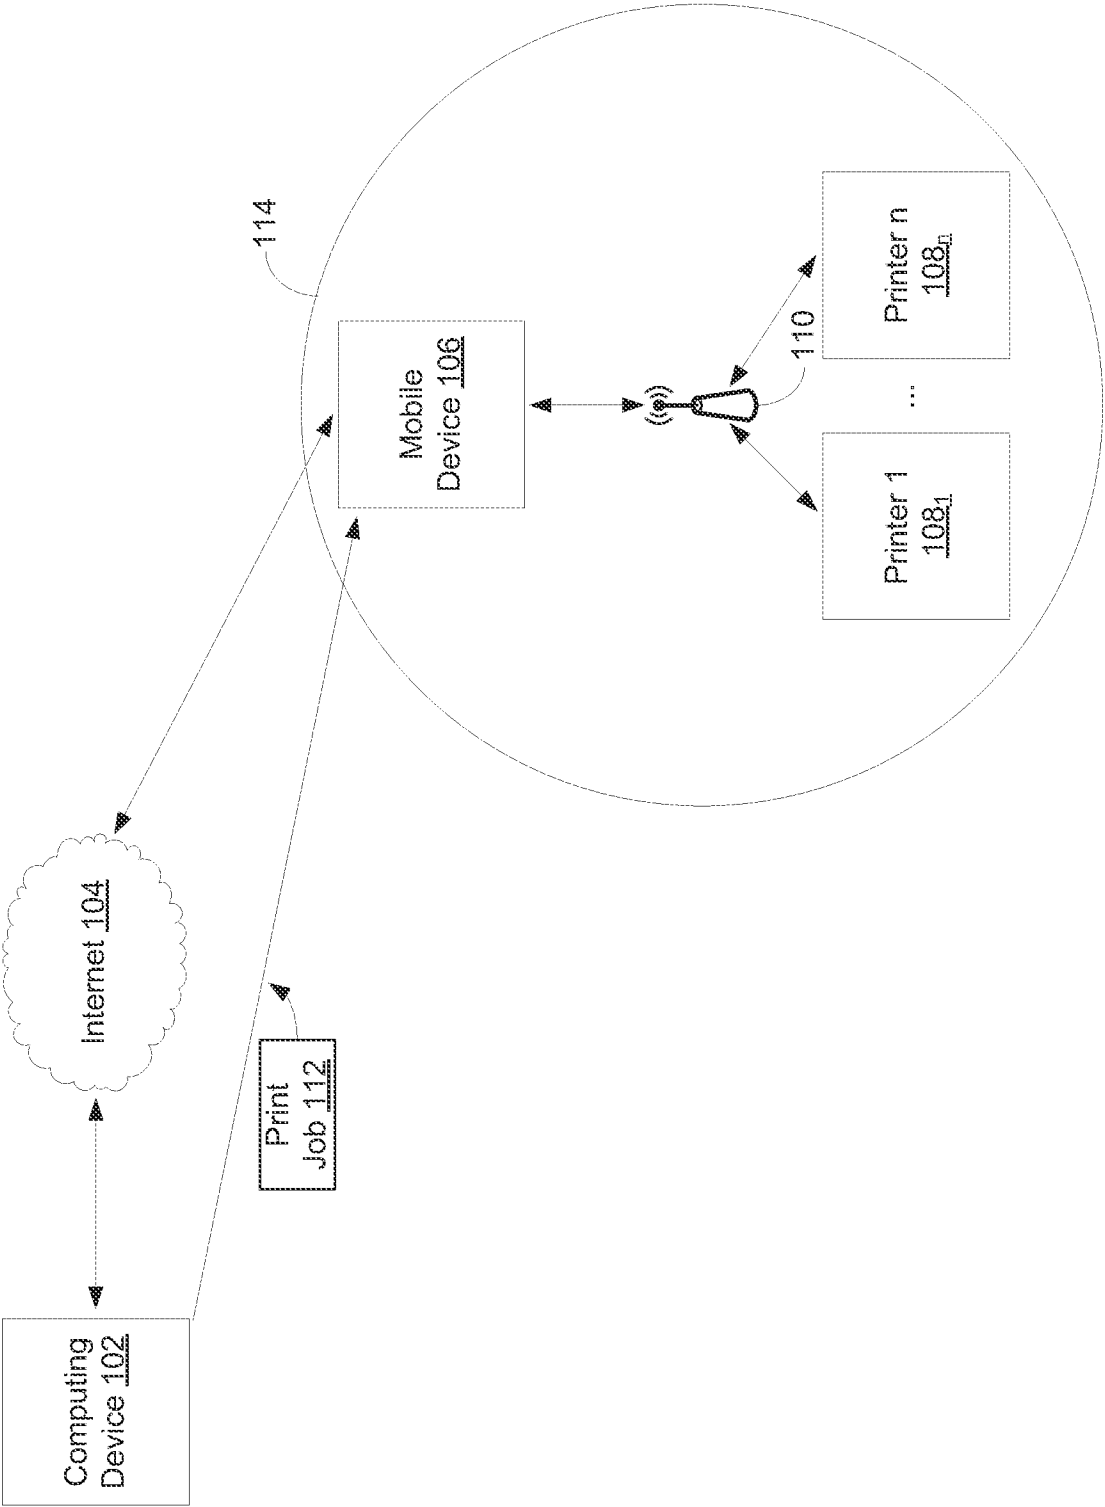 Computing
Device 102
Internet 104
Print
Job 112
114
Mobile
Device 106
110
Printer 1
108₁
...
Printer n
108ₙ